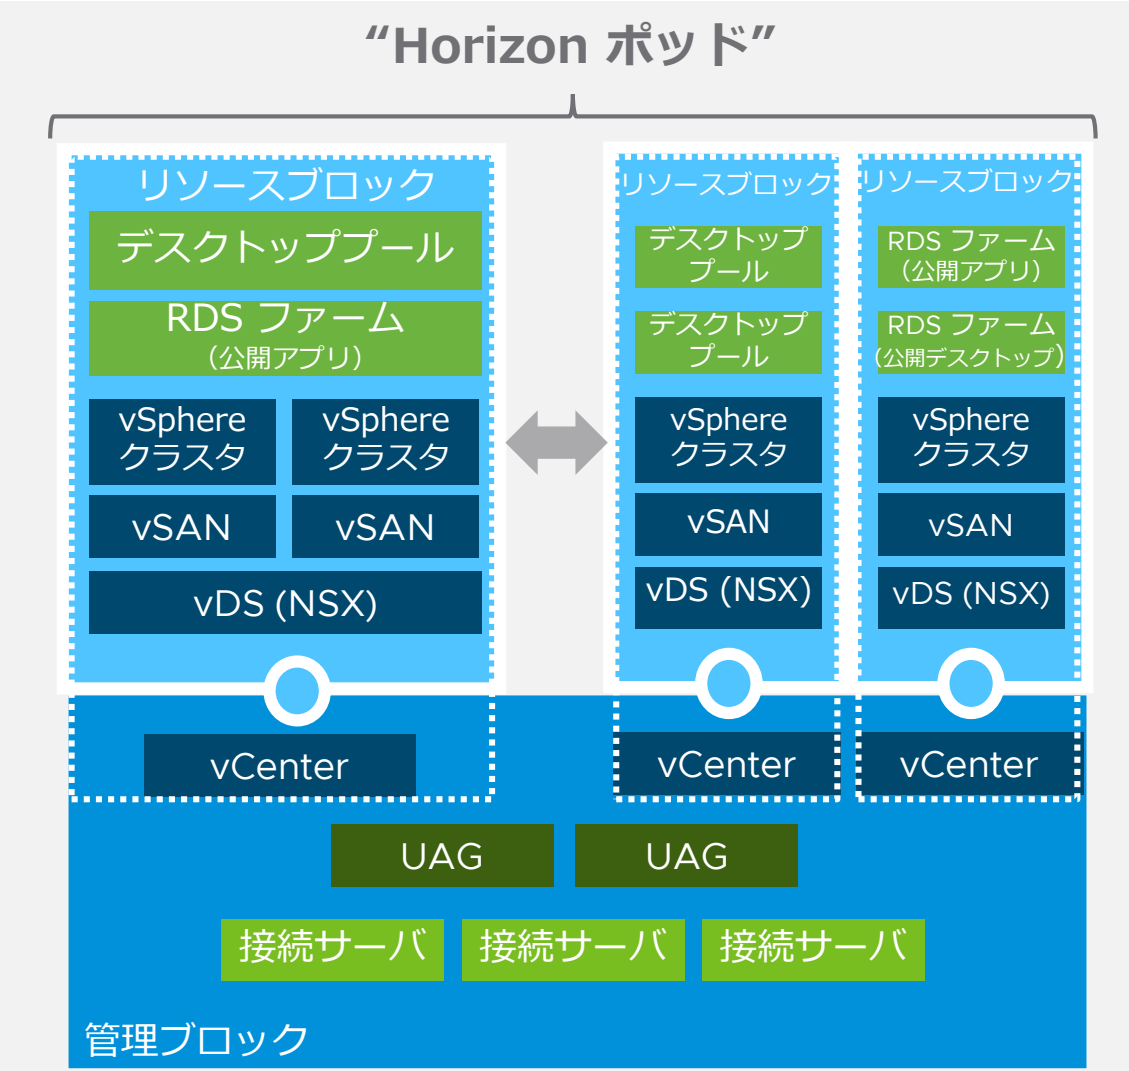 “Horizon ポッド”
リソースブロック
デスクトッププール
RDS ファーム
（公開アプリ）
vSphere
クラスタ
vSphere
クラスタ
vSAN
vSAN
vDS (NSX)
vCenter
リソースブロック
デスクトップ
プール
デスクトップ
プール
vSphere
クラスタ
vSAN
vDS (NSX)
vCenter
リソースブロック
RDS ファーム
（公開アプリ）
RDS ファーム
（公開デスクトップ）
vSphere
クラスタ
vSAN
vDS (NSX)
vCenter
UAG
UAG
接続サーバ
接続サーバ
接続サーバ
管理ブロック